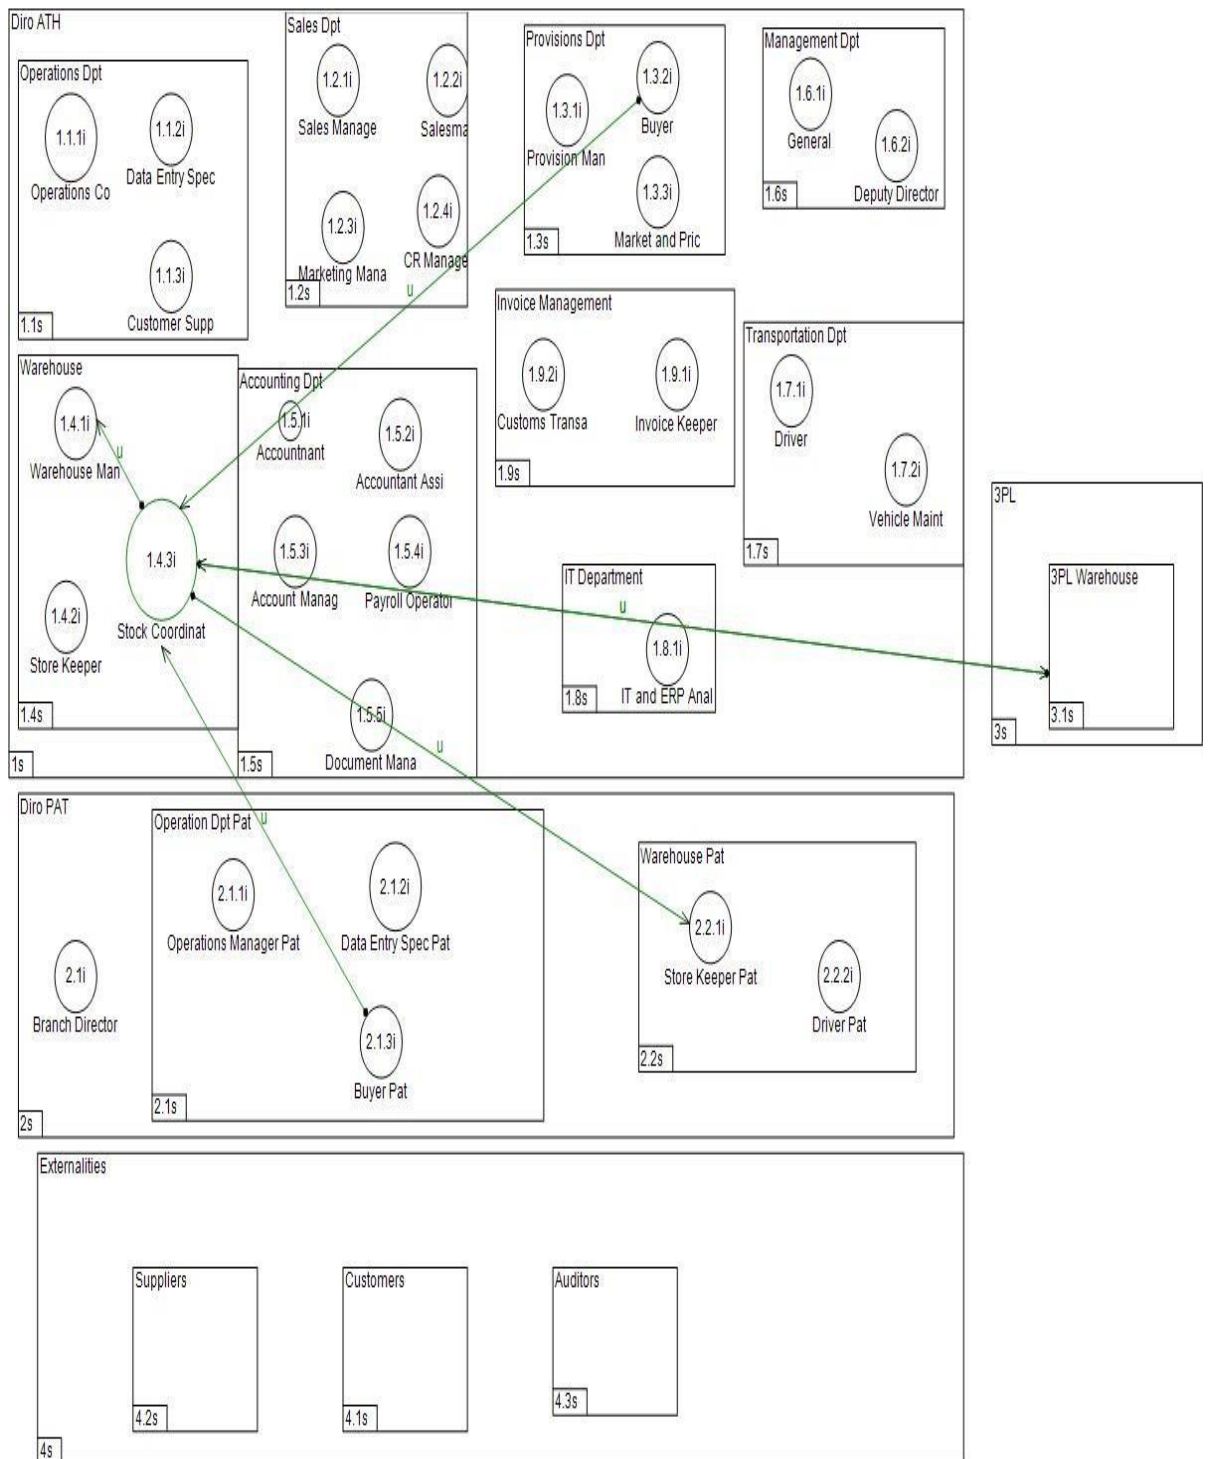 Diro ATH
Operations Dpt
1.1.1i
Operations Co
1.1.2i
Data Entry Spec
1.1.3i
Customer Supp
1.1s
Sales Dpt
1.2.1i
Sales Manage
1.2.2i
Salesma
1.2.3i
Marketing Mana
1.2.4i
CR Manage
1.2s
u
Provisions Dpt
1.3.1i
Provision Man
1.3.2i
Buyer
1.3.3i
Market and Pric
1.3s
Management Dpt
1.6.1i
General
1.6.2i
Deputy Director
1.6s
Warehouse
1.4.1i
Warehouse Man
u
1.4.3i
Stock Coordinat
1.4.2i
Store Keeper
1.4s
1s
Accounting Dpt
1.5.1i
Accountnant
1.5.2i
Accountant Assi
1.5.3i
Account Manag
1.5.4i
Payroll Operator
1.5.5i
Document Mana
u
1.5s
Invoice Management
1.9.2i
Customs Transa
1.9.1i
Invoice Keeper
1.9s
Transportation Dpt
1.7.1i
Driver
1.7.2i
Vehicle Maint
1.7s
IT Department
u
1.8.1i
IT and ERP Anal
1.8s
3PL
3PL Warehouse
3.1s
3s
Diro PAT
2.1i
Branch Director
2s
Operation Dpt Pat
u
2.1.1i
Operations Manager Pat
2.1.2i
Data Entry Spec Pat
2.1.3i
Buyer Pat
2.1s
Warehouse Pat
2.2.1i
Store Keeper Pat
2.2.2i
Driver Pat
2.2s
Externalities
Suppliers
4.2s
Customers
4.1s
Auditors
4.3s
4s